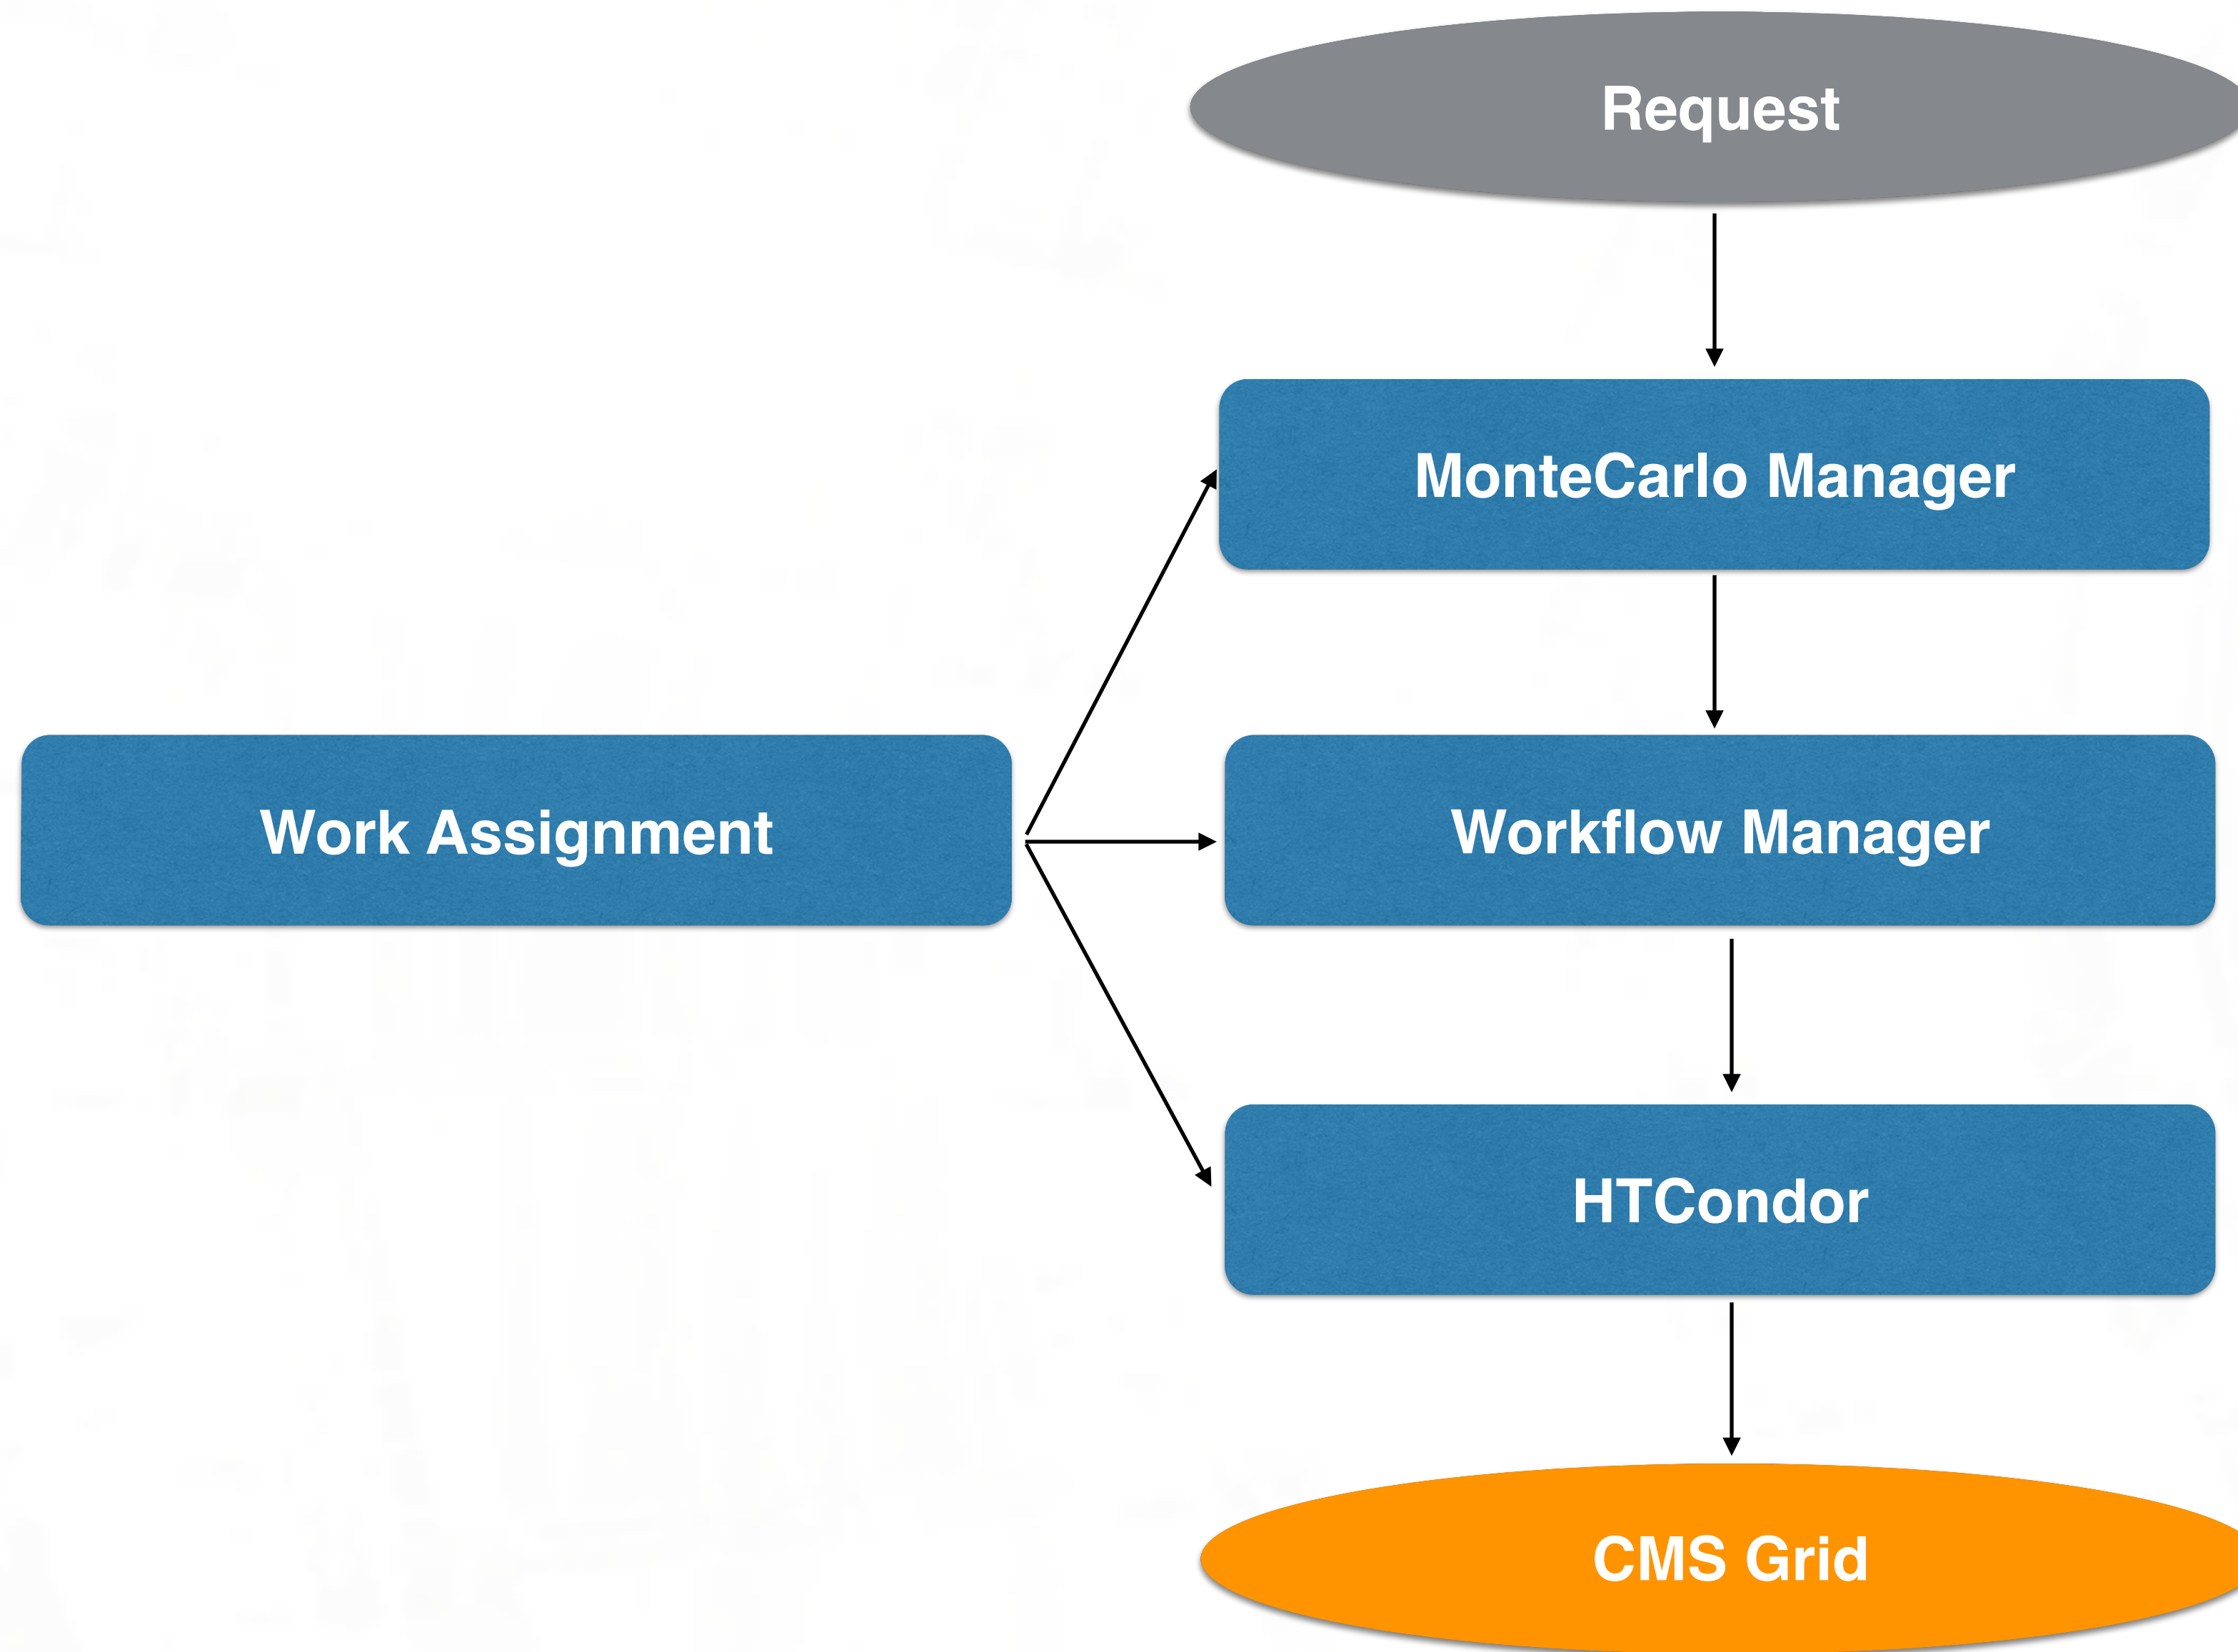 Request
MonteCarlo Manager
Work Assignment
Workflow Manager
HTCondor
CMS Grid